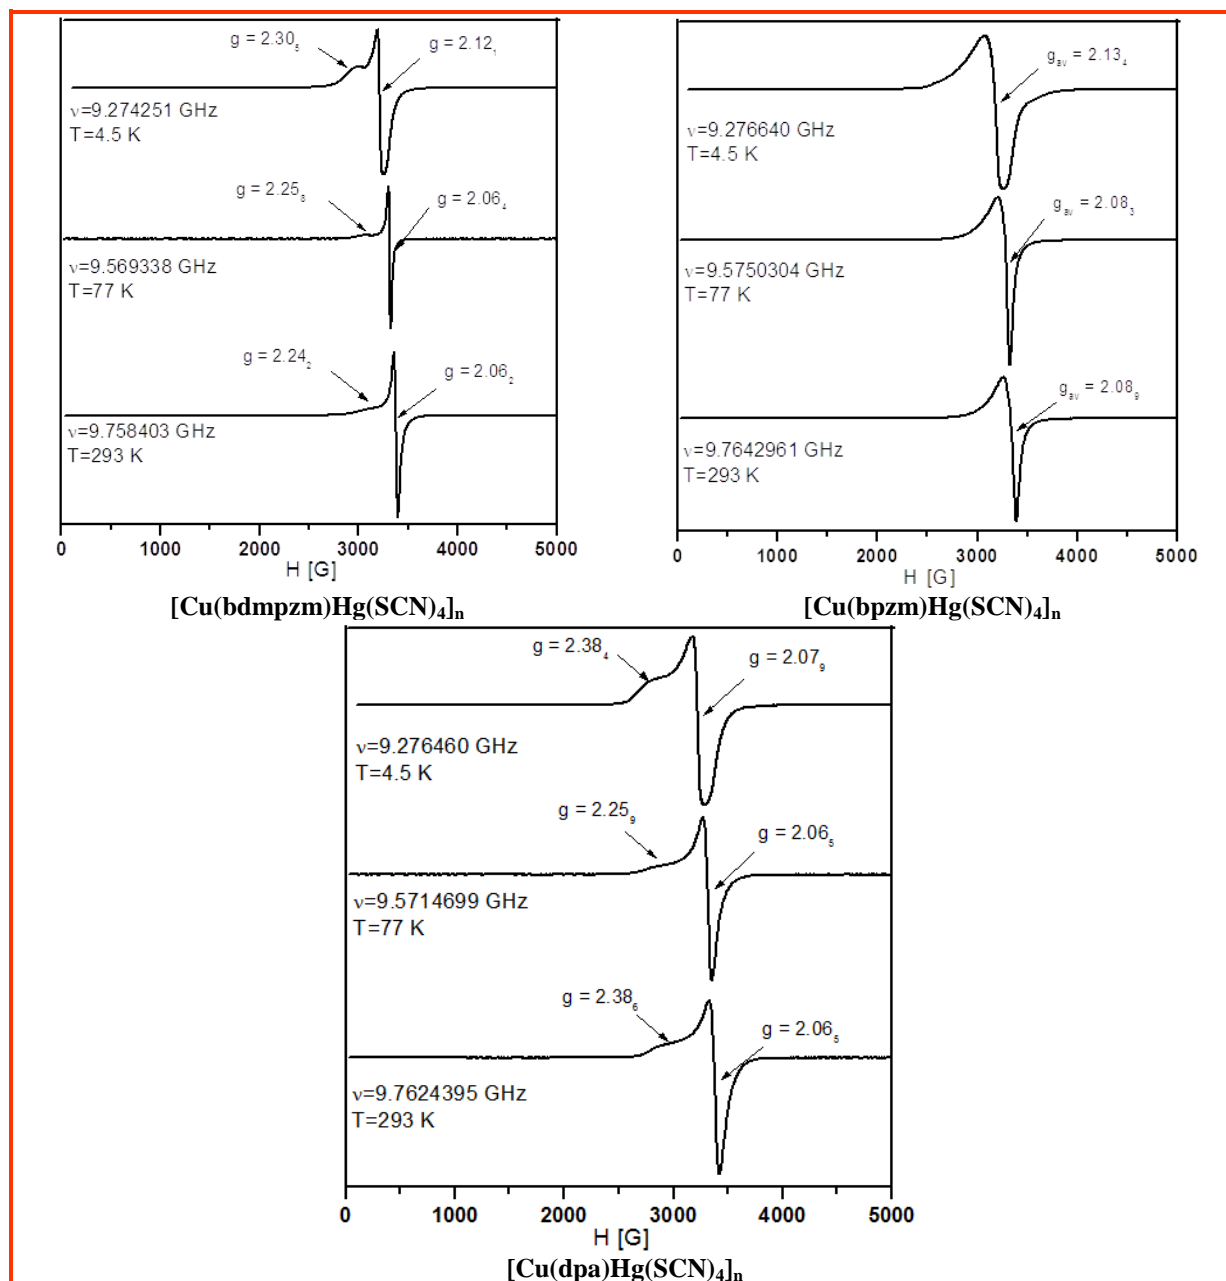 g = 2.30₅
g = 2.12₁
ν=9.274251 GHz
T=4.5 K
g = 2.25₈
g = 2.06₄
ν=9.569338 GHz
T=77 K
g = 2.24₂
g = 2.06₂
ν=9.758403 GHz
T=293 K
0 1000 2000 3000 4000 5000
H [G]
[Cu(bdmpzm)Hg(SCN)₄]ₙ
gₐᵥ = 2.13₄
ν=9.276640 GHz
T=4.5 K
gₐᵥ = 2.08₃
ν=9.5750304 GHz
T=77 K
gₐᵥ = 2.08₉
ν=9.7642961 GHz
T=293 K
0 1000 2000 3000 4000 5000
H [G]
[Cu(bpzm)Hg(SCN)₄]ₙ
g = 2.38₄
g = 2.07₉
ν=9.276460 GHz
T=4.5 K
g = 2.25₉
g = 2.06₅
ν=9.5714699 GHz
T=77 K
g = 2.38₆
g = 2.06₅
ν=9.7624395 GHz
T=293 K
0 1000 2000 3000 4000 5000
H [G]
[Cu(dpa)Hg(SCN)₄]ₙ